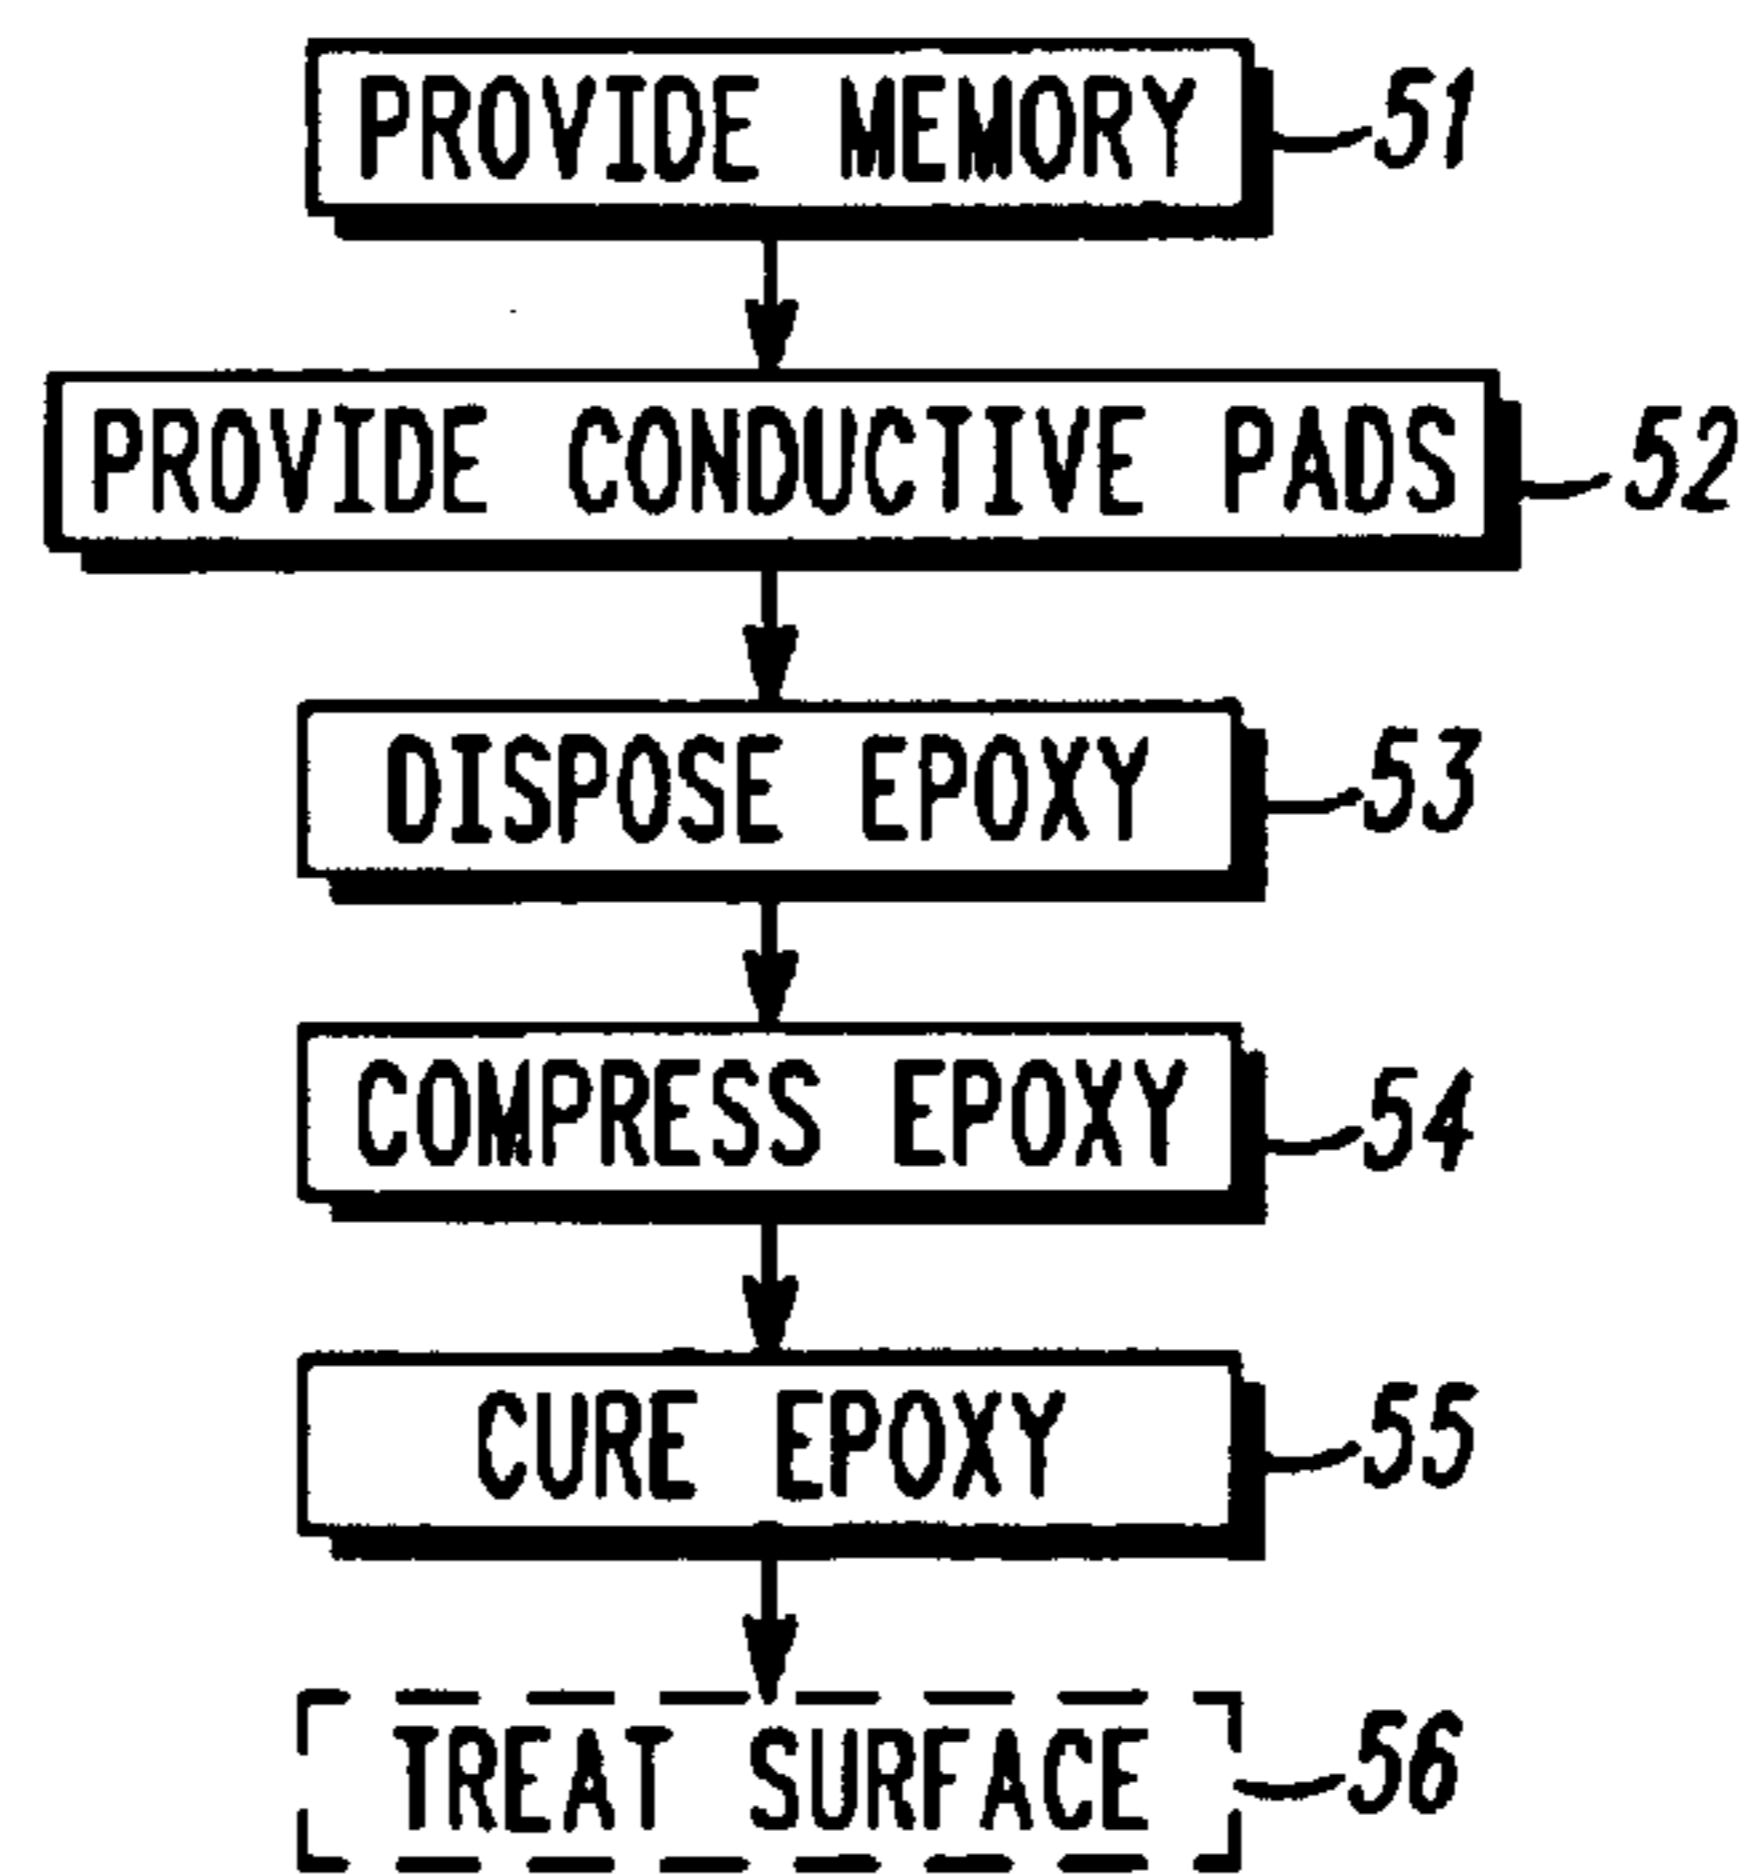 PROVIDE MEMORY 51
PROVIDE CONDUCTIVE PADS 52
DISPOSE EPOXY 53
COMPRESS EPOXY 54
CURE EPOXY 55
TREAT SURFACE 56